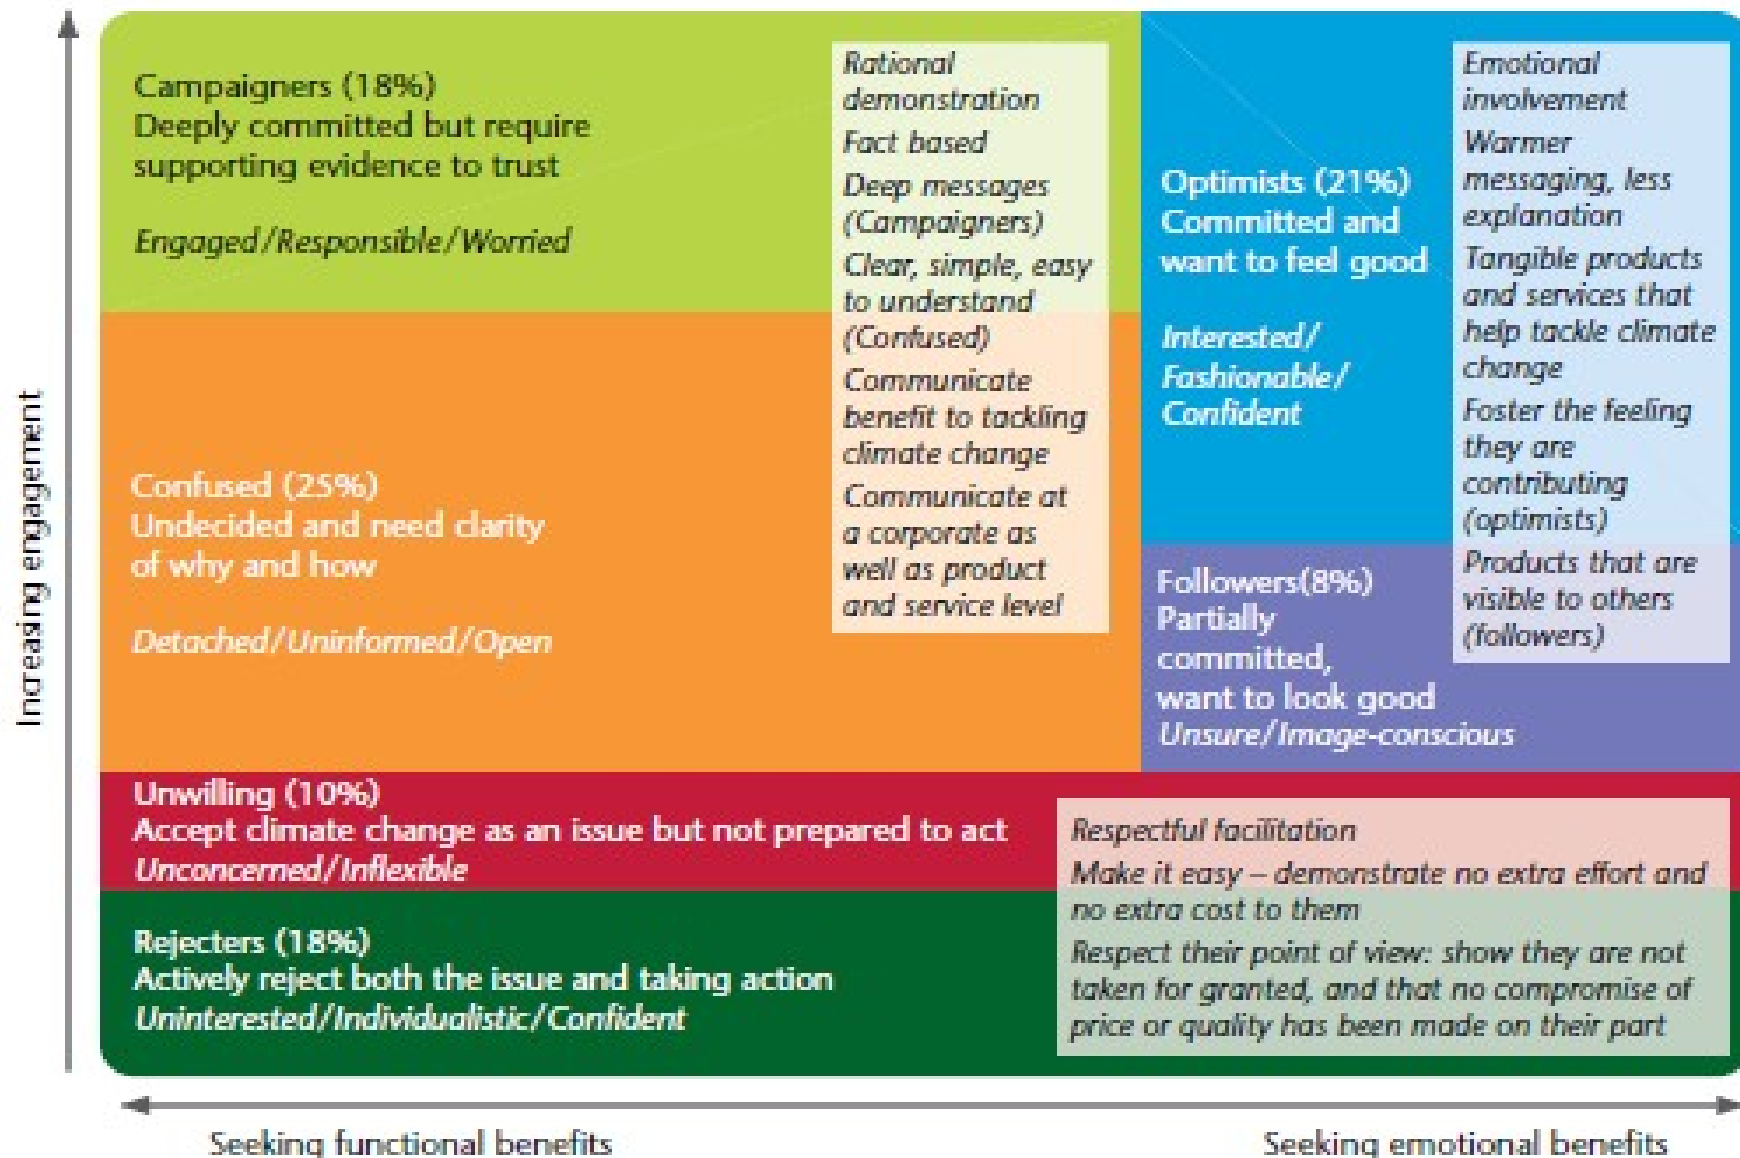 Increasing engagement
Campaigners (18%)
Deeply committed but require
supporting evidence to trust
Engaged/Responsible/Worried
Rational
demonstration
Fact based
Deep messages
(Campaigners)
Clear, simple, easy
to understand
(Confused)
Communicate
benefit to tackling
climate change
Communicate at
a corporate as
well as product
and service level
Optimists (21%)
Committed and
want to feel good
Interested/
Fashionable/
Confident
Emotional
involvement
Warmer
messaging, less
explanation
Tangible products
and services that
help tackle climate
change
Foster the feeling
they are
contributing
(optimists)
Products that are
visible to others
(followers)
Confused (25%)
Undecided and need clarity
of why and how
Detached/Uninformed/Open
Followers(8%)
Partially
committed,
want to look good
Unsure/Image-conscious
Unwilling (10%)
Accept climate change as an issue but not prepared to act
Unconcerned/Inflexible
Rejecters (18%)
Actively reject both the issue and taking action
Uninterested/Individualistic/Confident
Respectful facilitation
Make it easy – demonstrate no extra effort and
no extra cost to them
Respect their point of view: show they are not
taken for granted, and that no compromise of
price or quality has been made on their part
Seeking functional benefits
Seeking emotional benefits